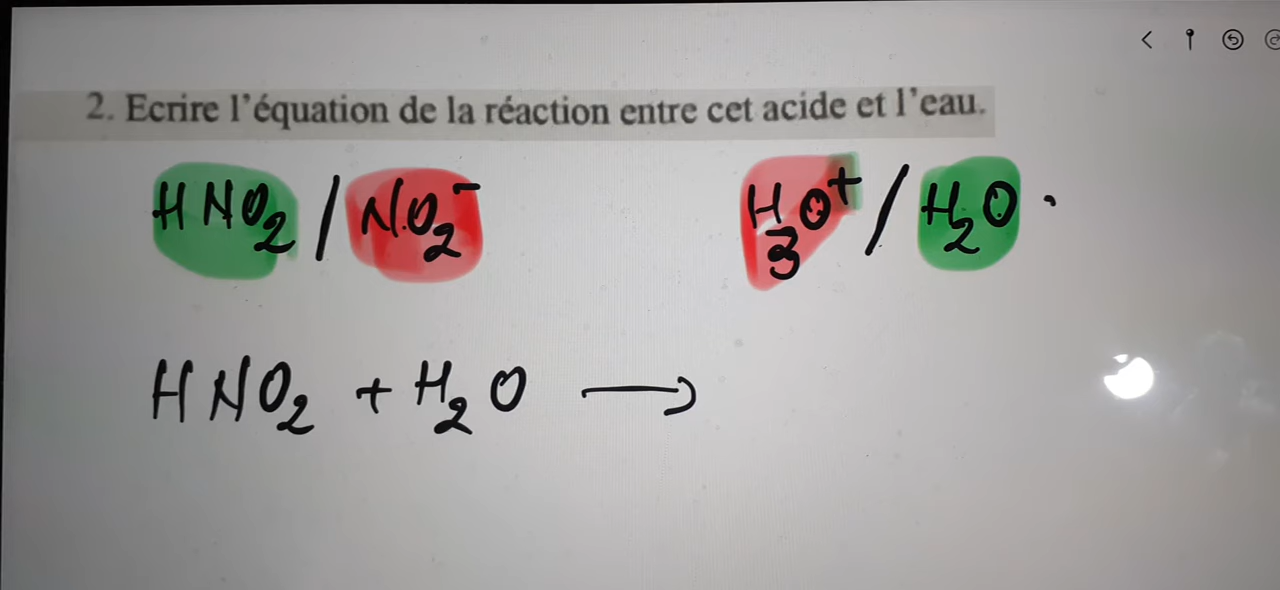 2. Ecrire l'équation de la réaction entre cet acide et l'eau.
HNO₂ / NO₂⁻ H₃O⁺ / H₂O .
HNO₂ + H₂O →